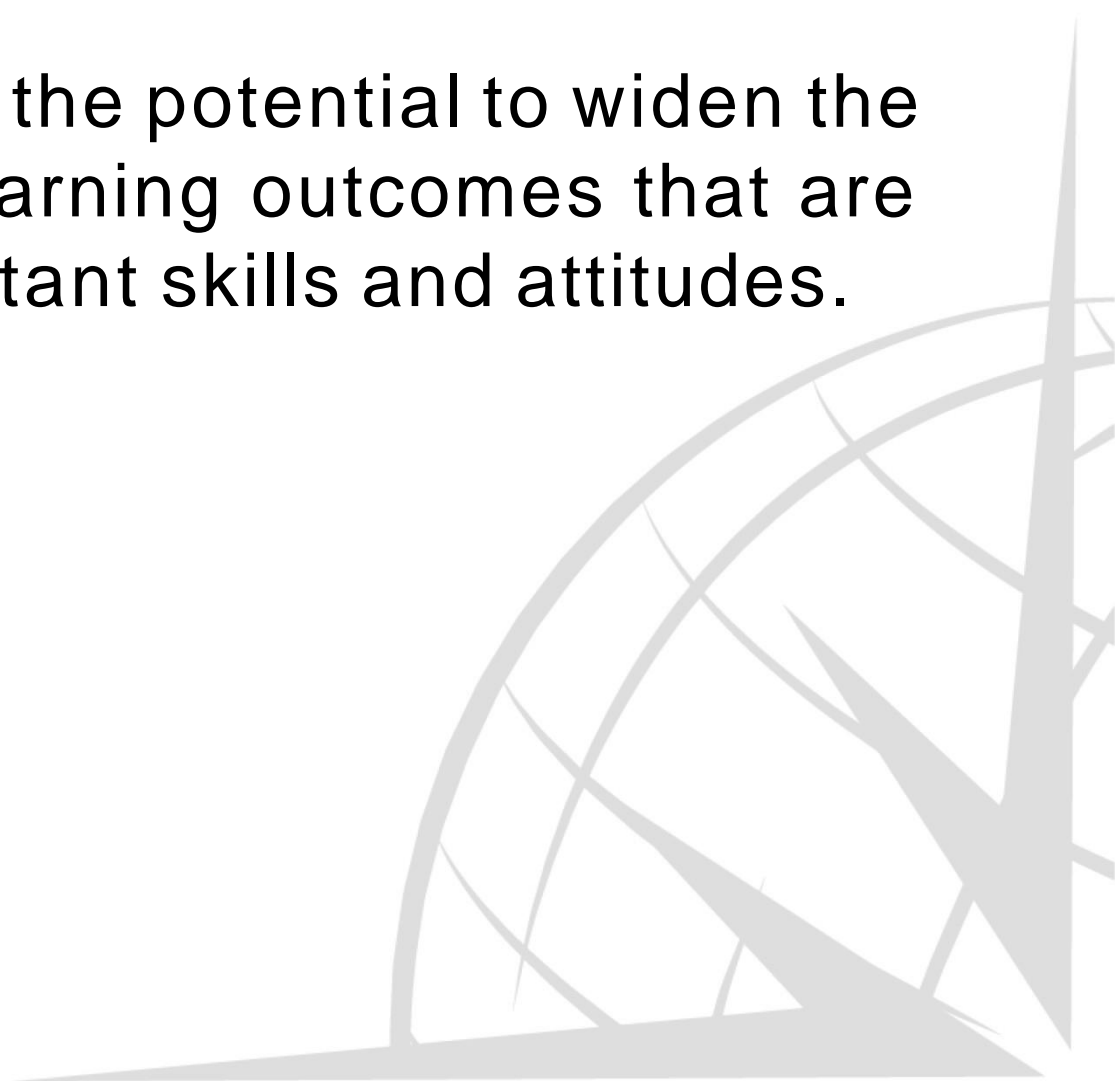 the potential to widen the
arning outcomes that are
tant skills and attitudes.